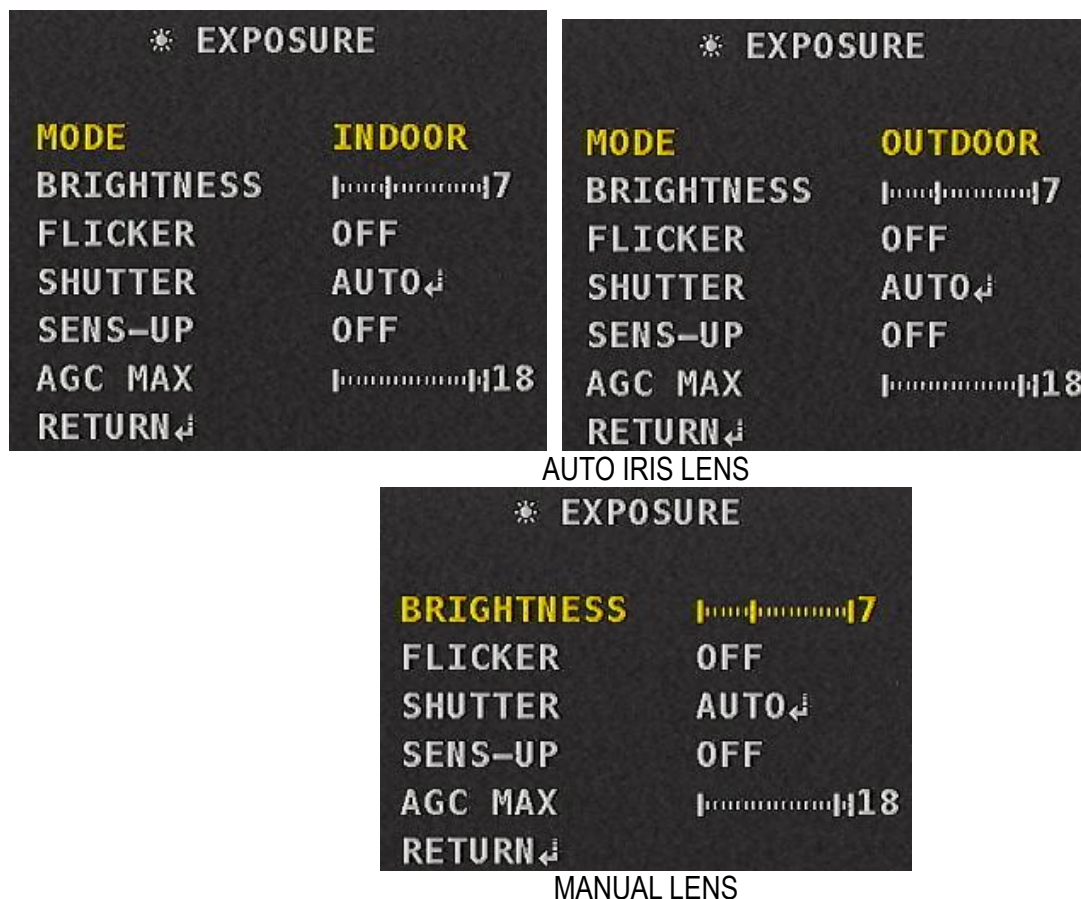 ☀ EXPOSURE
MODE INDOOR
BRIGHTNESS 7
FLICKER OFF
SHUTTER AUTO↲
SENS-UP OFF
AGC MAX 18
RETURN↲
☀ EXPOSURE
MODE OUTDOOR
BRIGHTNESS 7
FLICKER OFF
SHUTTER AUTO↲
SENS-UP OFF
AGC MAX 18
RETURN↲
AUTO IRIS LENS
☀ EXPOSURE
BRIGHTNESS 7
FLICKER OFF
SHUTTER AUTO↲
SENS-UP OFF
AGC MAX 18
RETURN↲
MANUAL LENS